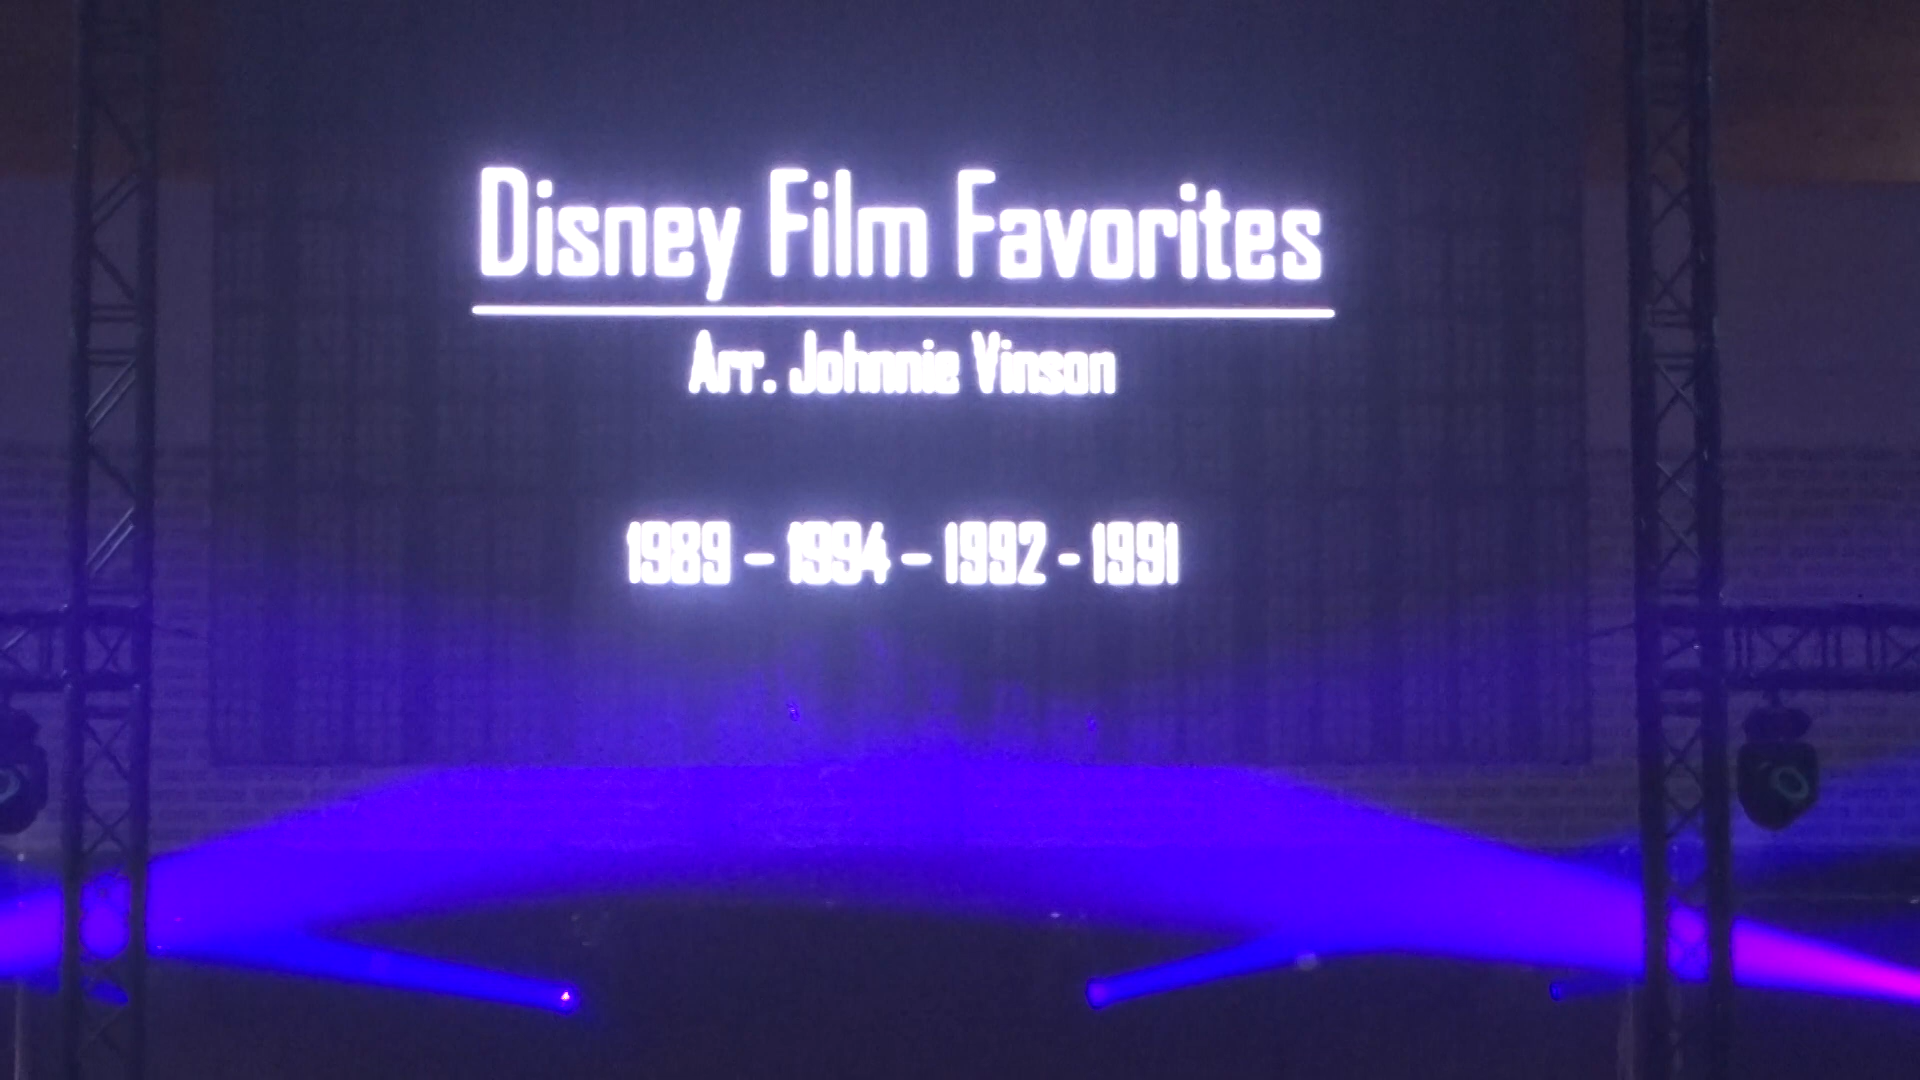 Disney Film Favorites
Arr. Johnnie Vinson
1989 – 1994 – 1992 - 1991